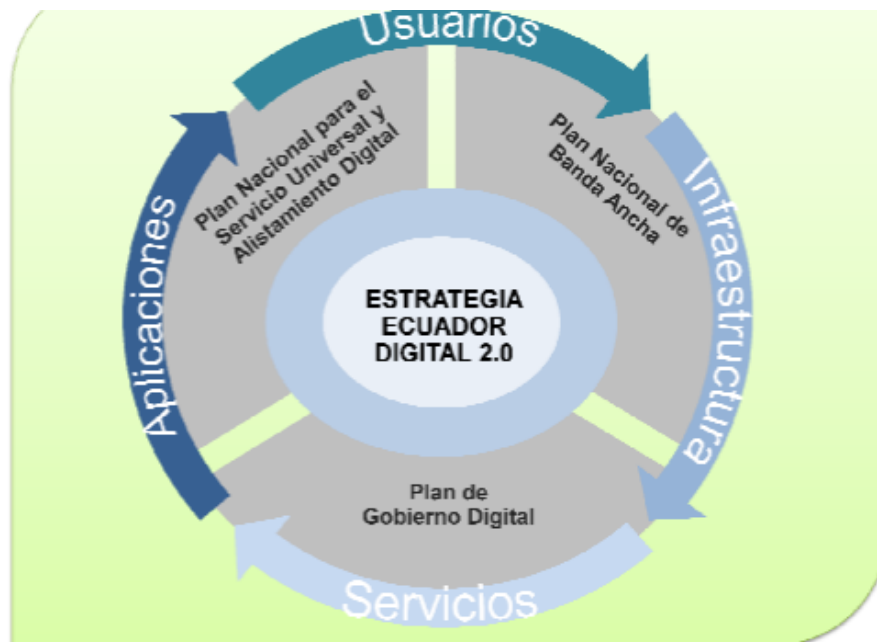 Usuarios
Plan Nacional para el
Servicio Universal y
Alistamiento Digital
Plan Nacional de
Banda Ancha
Infraestructura
Aplicaciones
ESTRATEGIA
ECUADOR
DIGITAL 2.0
Plan de
Gobierno Digital
Servicios